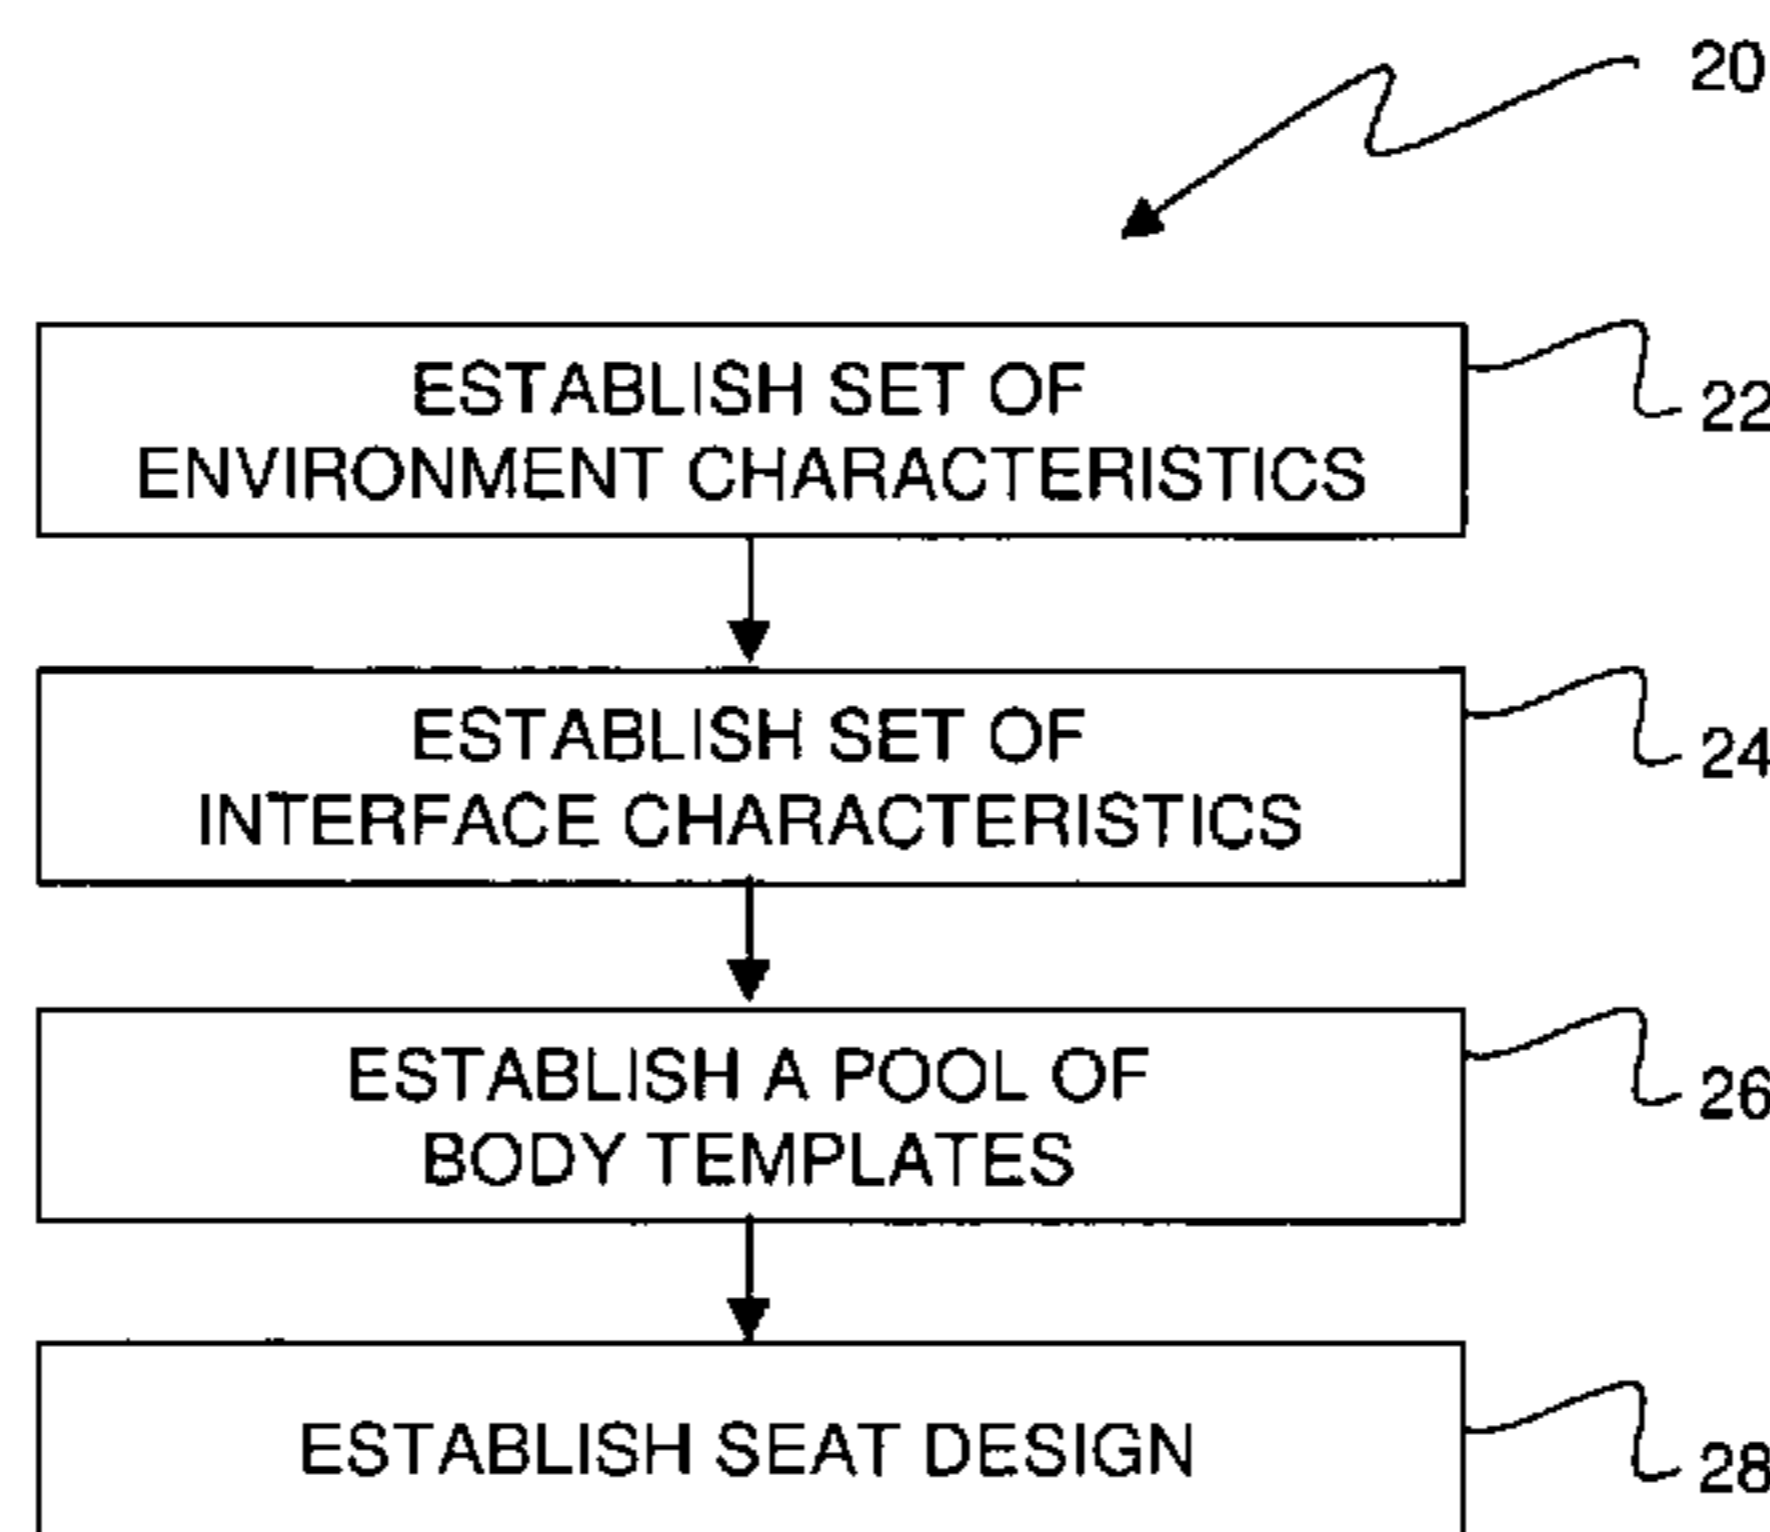 20
ESTABLISH SET OF
ENVIRONMENT CHARACTERISTICS
22
ESTABLISH SET OF
INTERFACE CHARACTERISTICS
24
ESTABLISH A POOL OF
BODY TEMPLATES
26
ESTABLISH SEAT DESIGN
28